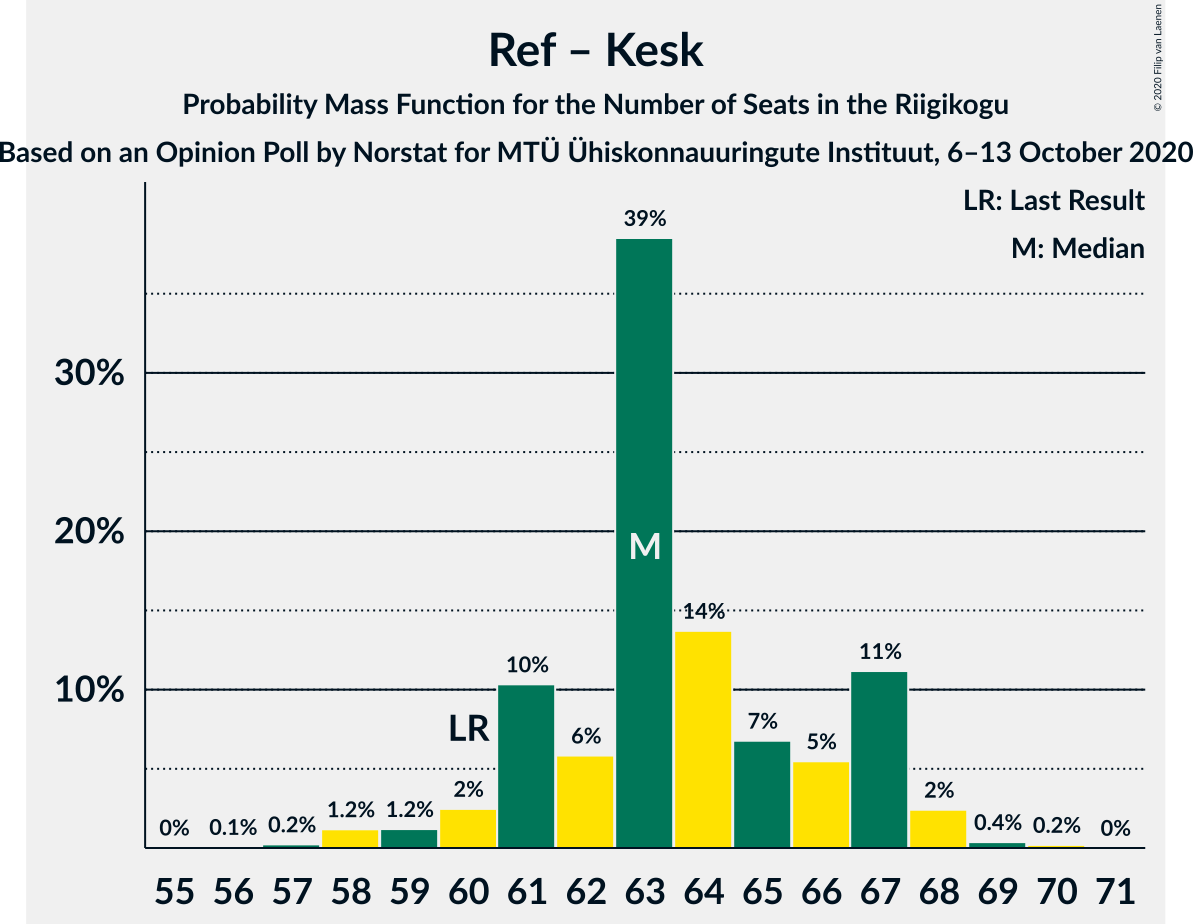 Ref – Kesk
Probability Mass Function for the Number of Seats in the Riigikogu
Based on an Opinion Poll by Norstat for MTÜ Ühiskonnauuringute Instituut, 6–13 October 2020
© 2020 Filip van Laenen
LR: Last Result
M: Median
39%
30%
20%
M
14%
11%
10%
10%
LR
7%
6%
5%
2%
2%
0%
0.1%
0.2%
1.2%
1.2%
0.4%
0.2%
0%
55 56 57 58 59 60 61 62 63 64 65 66 67 68 69 70 71